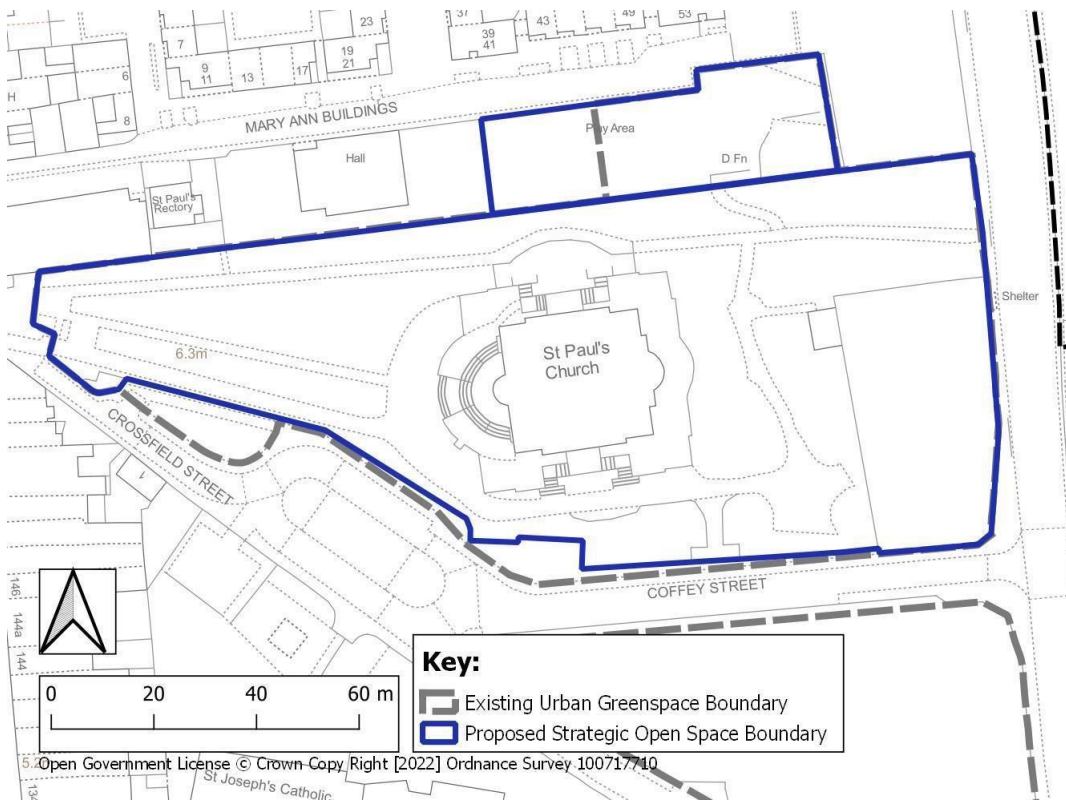 23
37
43
49
53
7
19
21
39
41
9
11
13
17
6
H
8
MARY ANN BUILDINGS
Play Area
Hall
D Fn
St Paul's
Rectory
Shelter
6.3m
St Paul's
Church
CROSSFIELD STREET
1
COFFEY STREET
146
144a
144
134
Key:
0 20 40 60 m
Existing Urban Greenspace Boundary
Proposed Strategic Open Space Boundary
Open Government License © Crown Copy Right [2022] Ordnance Survey 100717710
St Joseph's Catholic